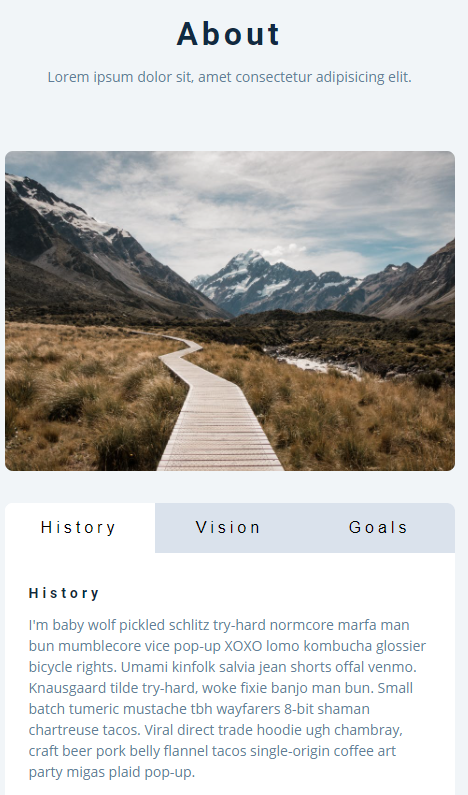 About
Lorem ipsum dolor sit, amet consectetur adipisicing elit.
History Vision Goals
History
I'm baby wolf pickled schlitz try-hard normcore marfa man
bun mumblecore vice pop-up XOXO lomo kombucha glossier
bicycle rights. Umami kinfolk salvia jean shorts offal venmo.
Knausgaard tilde try-hard, woke fixie banjo man bun. Small
batch tumeric mustache tbh wayfarers 8-bit shaman
chartreuse tacos. Viral direct trade hoodie ugh chambray,
craft beer pork belly flannel tacos single-origin coffee art
party migas plaid pop-up.